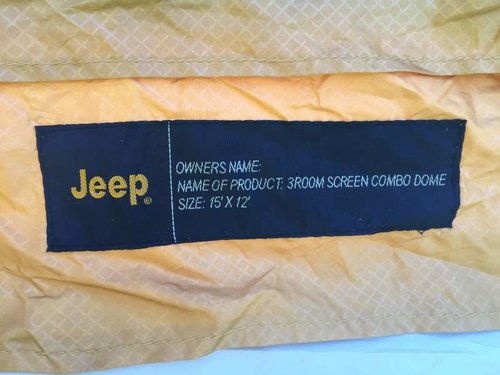 Jeep®
OWNERS NAME:
NAME OF PRODUCT: 3ROOM SCREEN COMBO DOME
SIZE: 15' X 12'